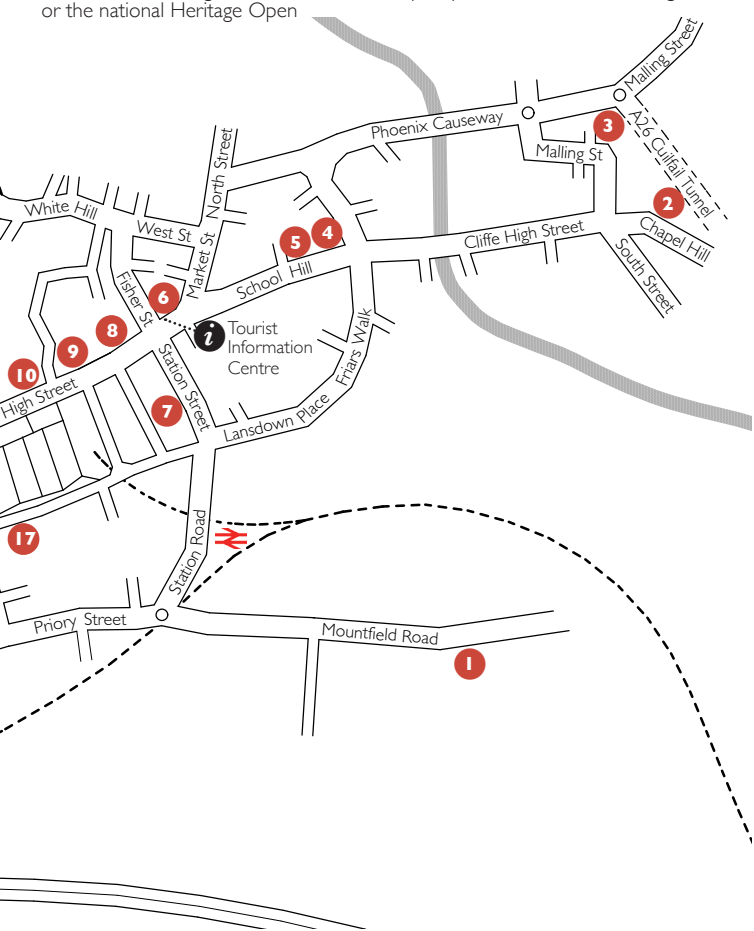 or the national Heritage Open
Malling Street
Phoenix Causeway
3
A26 Cuilfail Tunnel
Malling St
North Street
White Hill
West St
2
Chapel Hill
Market St
5
4
Cliffe High Street
South Street
School Hill
Fisher St
6
i
Tourist
Information
Centre
8
9
10
Station Street
Friars Walk
High Street
7
Lansdown Place
17
Station Road
Priory Street
Mountfield Road
1